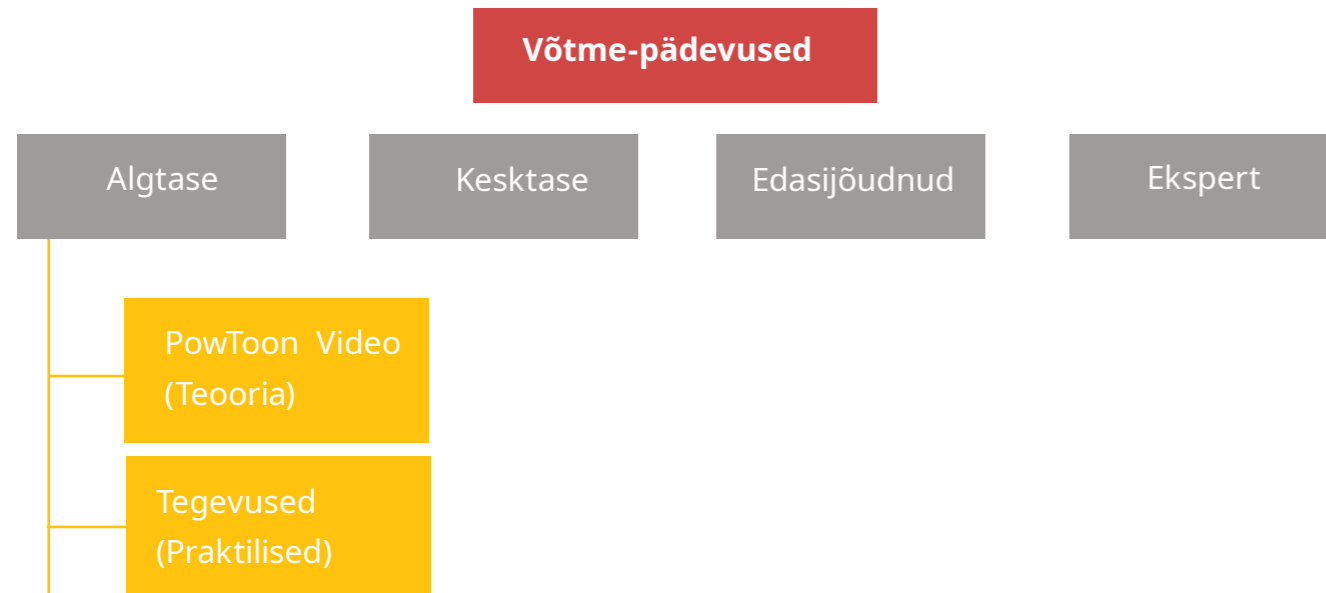 Võtme-pädevused
Algtase
Kesktase
Edasijõudnud
Ekspert
PowToon Video
(Teooria)
Tegevused
(Praktilised)